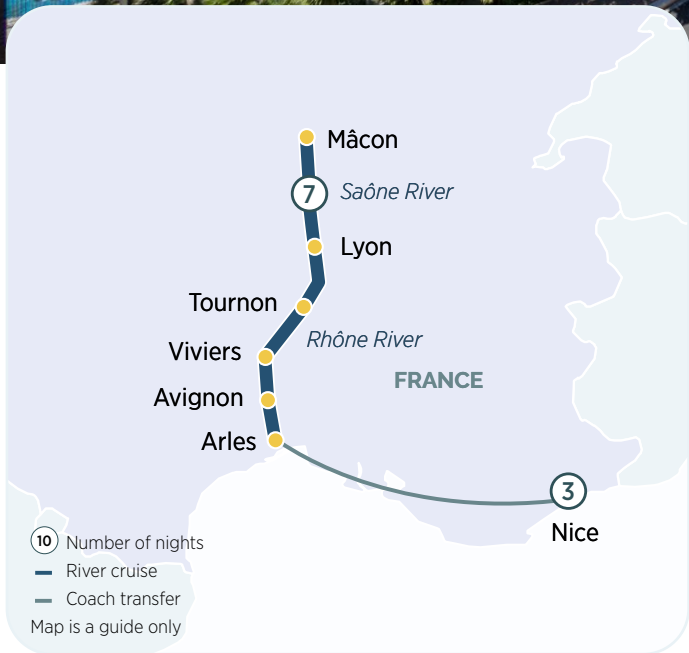 Mâcon
7
Saône River
Lyon
Tournon
Rhône River
Viviers
FRANCE
Avignon
Arles
3
Nice
10 Number of nights
River cruise
Coach transfer
Map is a guide only